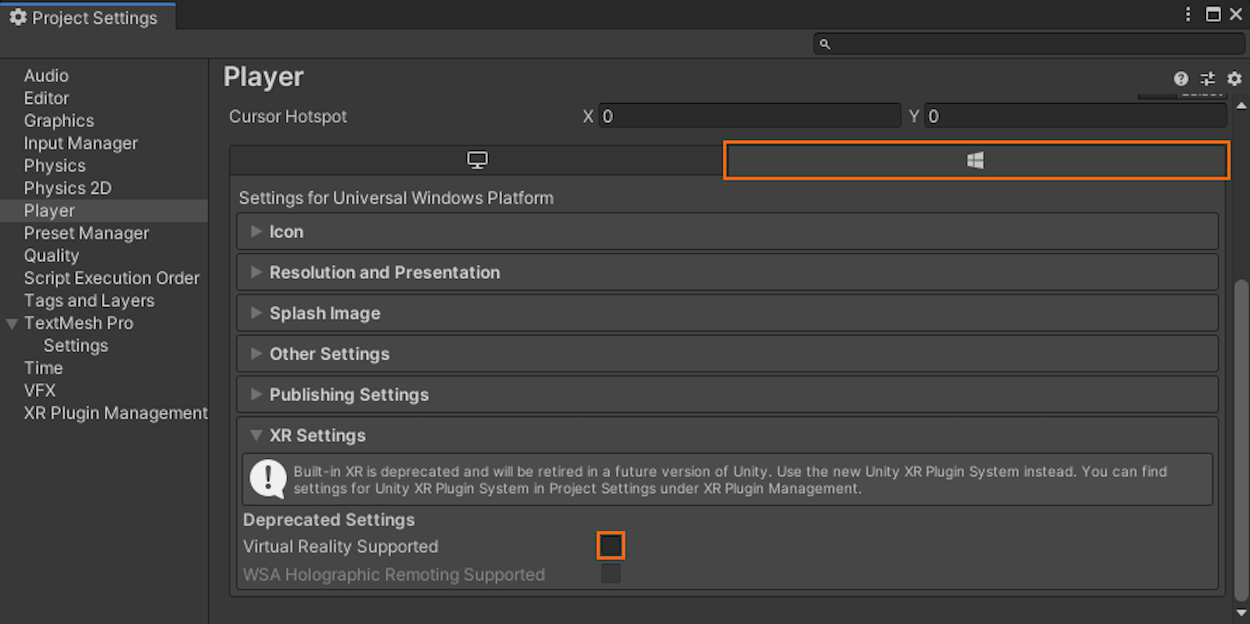 Project Settings
Audio
Editor
Graphics
Input Manager
Physics
Physics 2D
Player
Preset Manager
Quality
Script Execution Order
Tags and Layers
TextMesh Pro
Settings
Time
VFX
XR Plugin Management
Player
Cursor Hotspot X 0 Y 0
Settings for Universal Windows Platform
Icon
Resolution and Presentation
Splash Image
Other Settings
Publishing Settings
XR Settings
Built-in XR is deprecated and will be retired in a future version of Unity. Use the new Unity XR Plugin System instead. You can find
settings for Unity XR Plugin System in Project Settings under XR Plugin Management.
Deprecated Settings
Virtual Reality Supported
WSA Holographic Remoting Supported